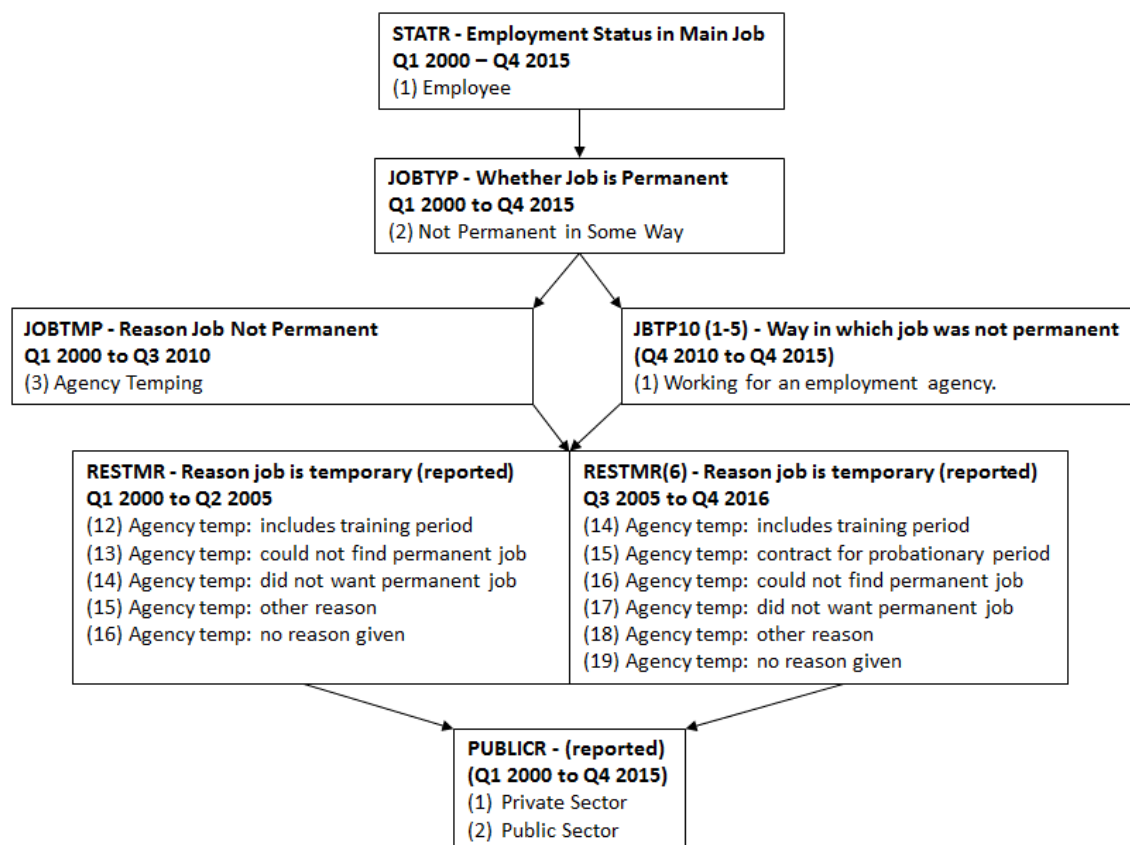 STATR - Employment Status in Main Job
Q1 2000 – Q4 2015
(1) Employee
JOBTYP - Whether Job is Permanent
Q1 2000 to Q4 2015
(2) Not Permanent in Some Way
JOBTMP - Reason Job Not Permanent
Q1 2000 to Q3 2010
(3) Agency Temping
JBTP10 (1-5) - Way in which job was not permanent
(Q4 2010 to Q4 2015)
(1) Working for an employment agency.
RESTMR - Reason job is temporary (reported)
Q1 2000 to Q2 2005
(12) Agency temp: includes training period
(13) Agency temp: could not find permanent job
(14) Agency temp: did not want permanent job
(15) Agency temp: other reason
(16) Agency temp: no reason given
RESTMR(6) - Reason job is temporary (reported)
Q3 2005 to Q4 2016
(14) Agency temp: includes training period
(15) Agency temp: contract for probationary period
(16) Agency temp: could not find permanent job
(17) Agency temp: did not want permanent job
(18) Agency temp: other reason
(19) Agency temp: no reason given
PUBLICR - (reported)
(Q1 2000 to Q4 2015)
(1) Private Sector
(2) Public Sector